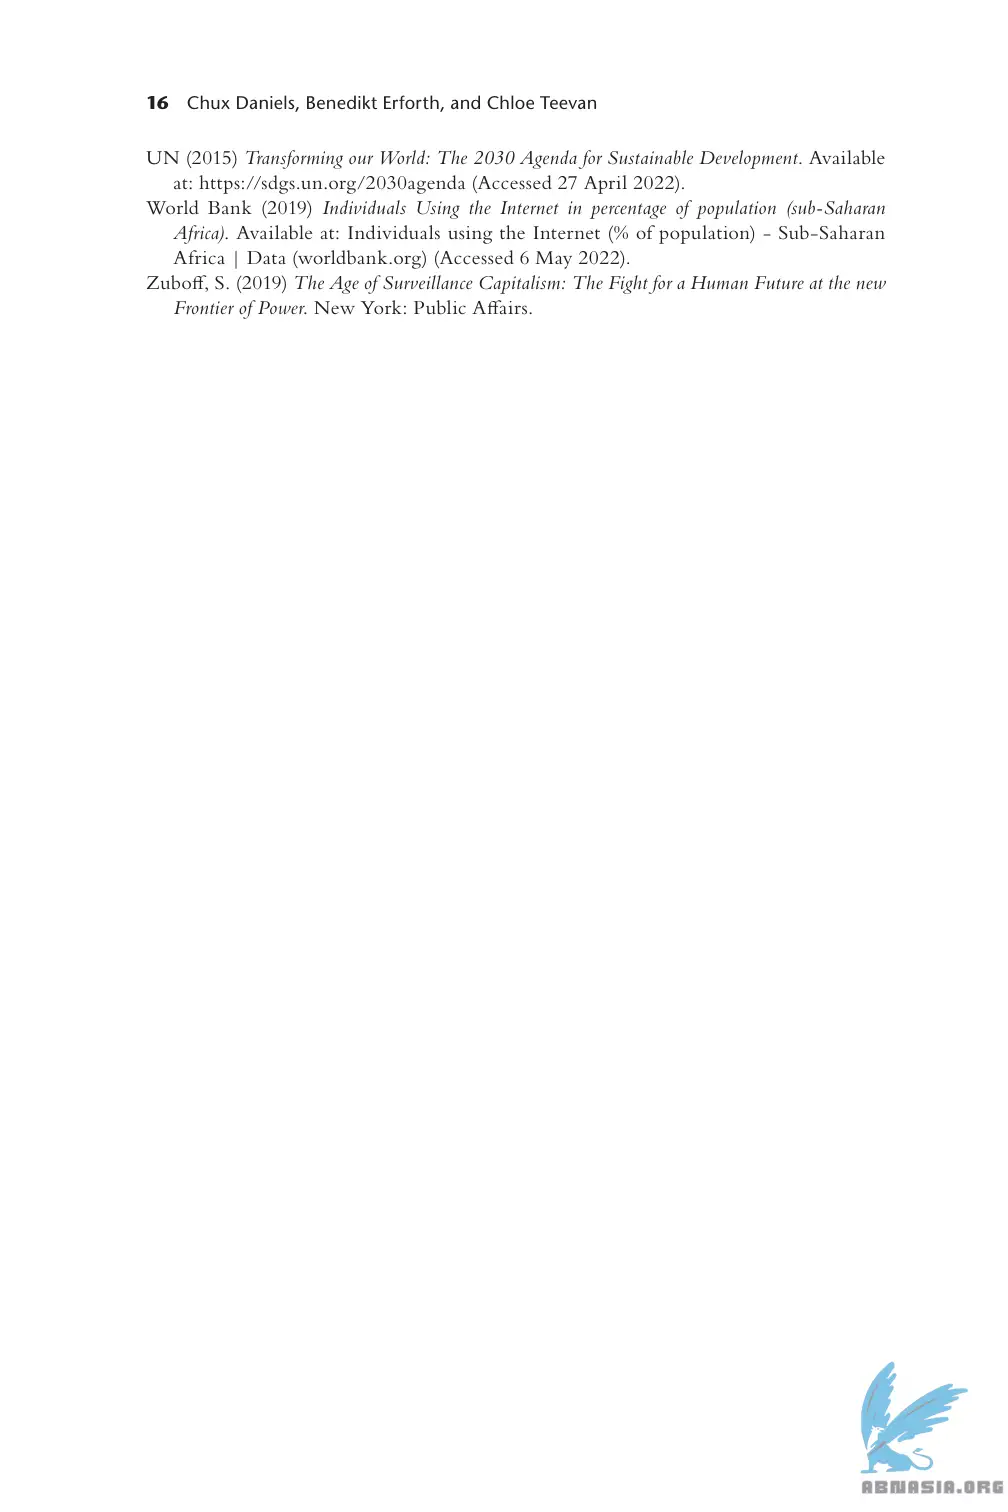 16 Chux Daniels, Benedikt Erforth, and Chloe Teevan
UN (2015) Transforming our World: The 2030 Agenda for Sustainable Development. Available
at: https://sdgs.un.org/2030agenda (Accessed 27 April 2022).
World Bank (2019) Individuals Using the Internet in percentage of population (sub-Saharan
Africa). Available at: Individuals using the Internet (% of population) - Sub-Saharan
Africa | Data (worldbank.org) (Accessed 6 May 2022).
Zuboff, S. (2019) The Age of Surveillance Capitalism: The Fight for a Human Future at the new
Frontier of Power. New York: Public Affairs.
ABNASIA.ORG